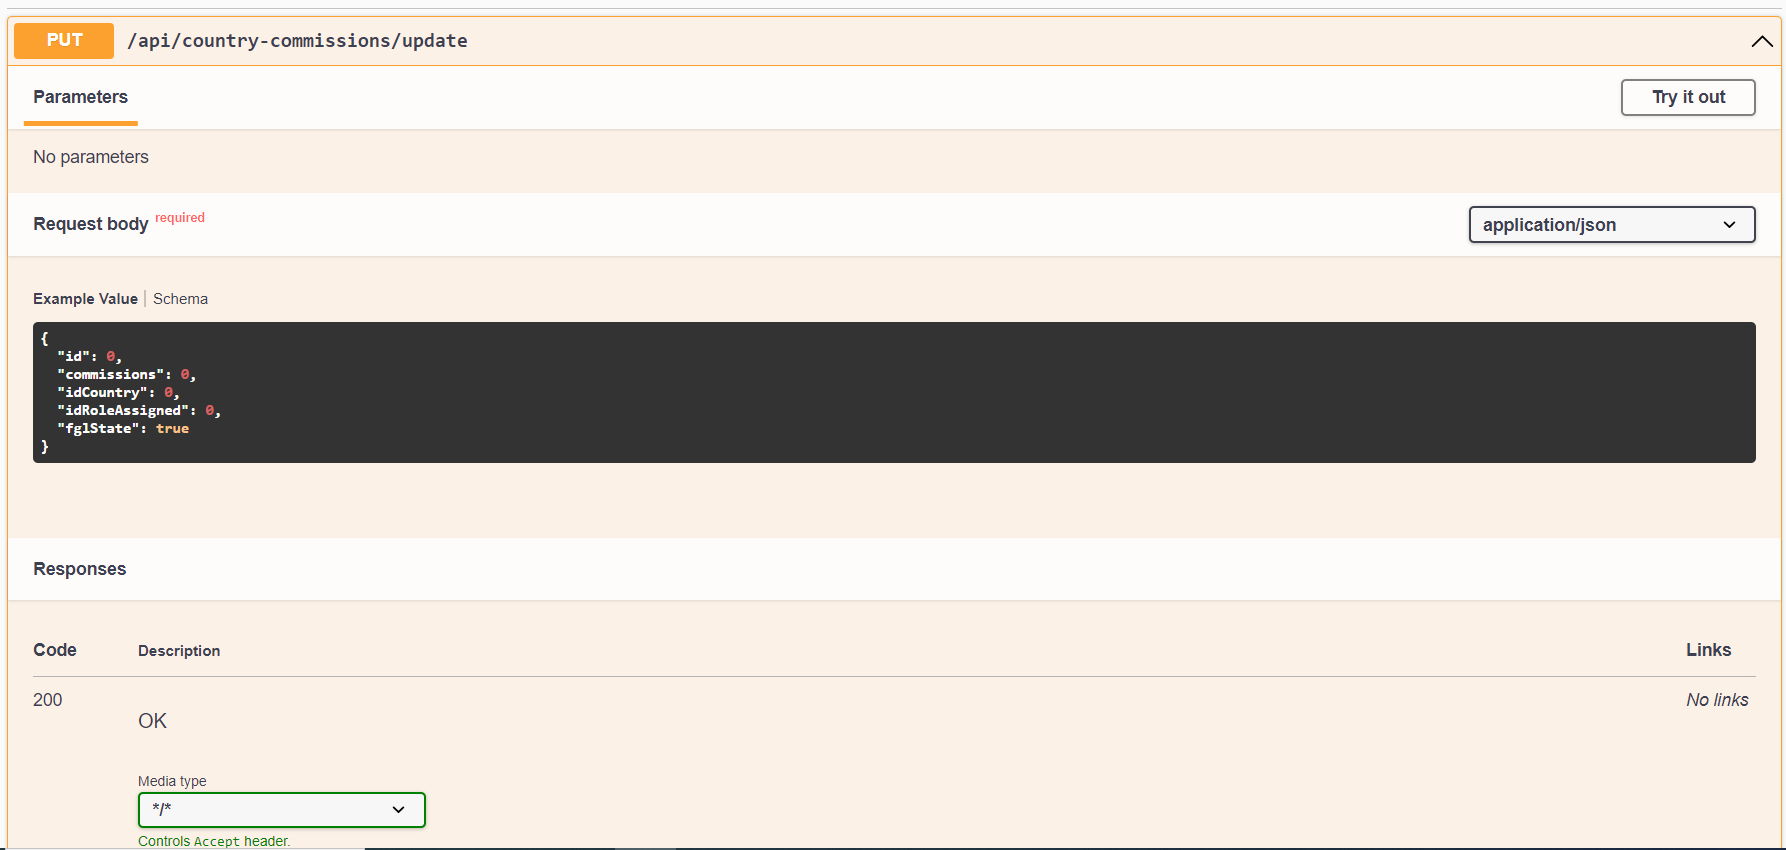 PUT /api/country-commissions/update
Parameters
Try it out
No parameters
Request body required
application/json
Example Value | Schema
{
  "id": 0,
  "commissions": 0,
  "idCountry": 0,
  "idRoleAssigned": 0,
  "fglState": true
}
Responses
Code Description Links
200 OK No links
Media type
*/*
Controls Accept header.